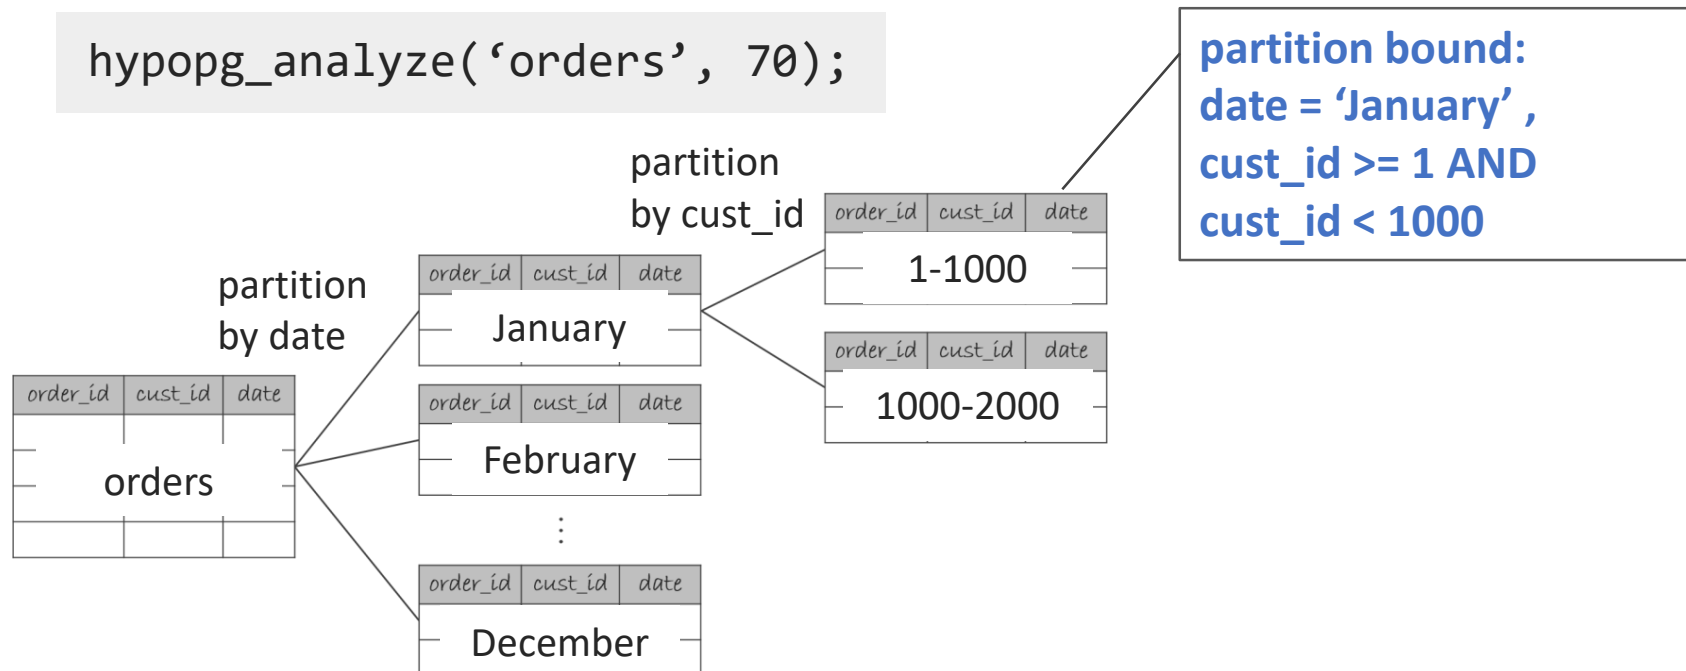 hypopg_analyze(‘orders’, 70);
partition bound:
date = ‘January’ ,
cust_id >= 1 AND
cust_id < 1000
partition
by cust_id
order_id cust_id date
1-1000
order_id cust_id date
1000-2000
partition
by date
order_id cust_id date
January
order_id cust_id date
February
⋮
order_id cust_id date
December
order_id cust_id date
orders